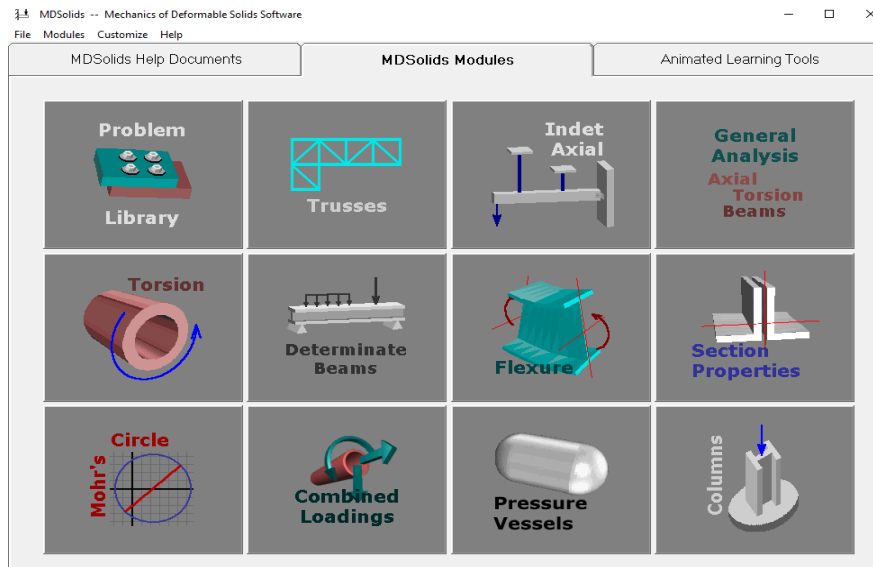 MDSolids -- Mechanics of Deformable Solids Software
File Modules Customize Help
MDSolids Help Documents
MDSolids Modules
Animated Learning Tools
Problem
Library
Trusses
Indet
Axial
General
Analysis
Axial
Torsion
Beams
Torsion
Determinate
Beams
Flexure
Section
Properties
Mohr's
Circle
Combined
Loadings
Pressure
Vessels
Columns